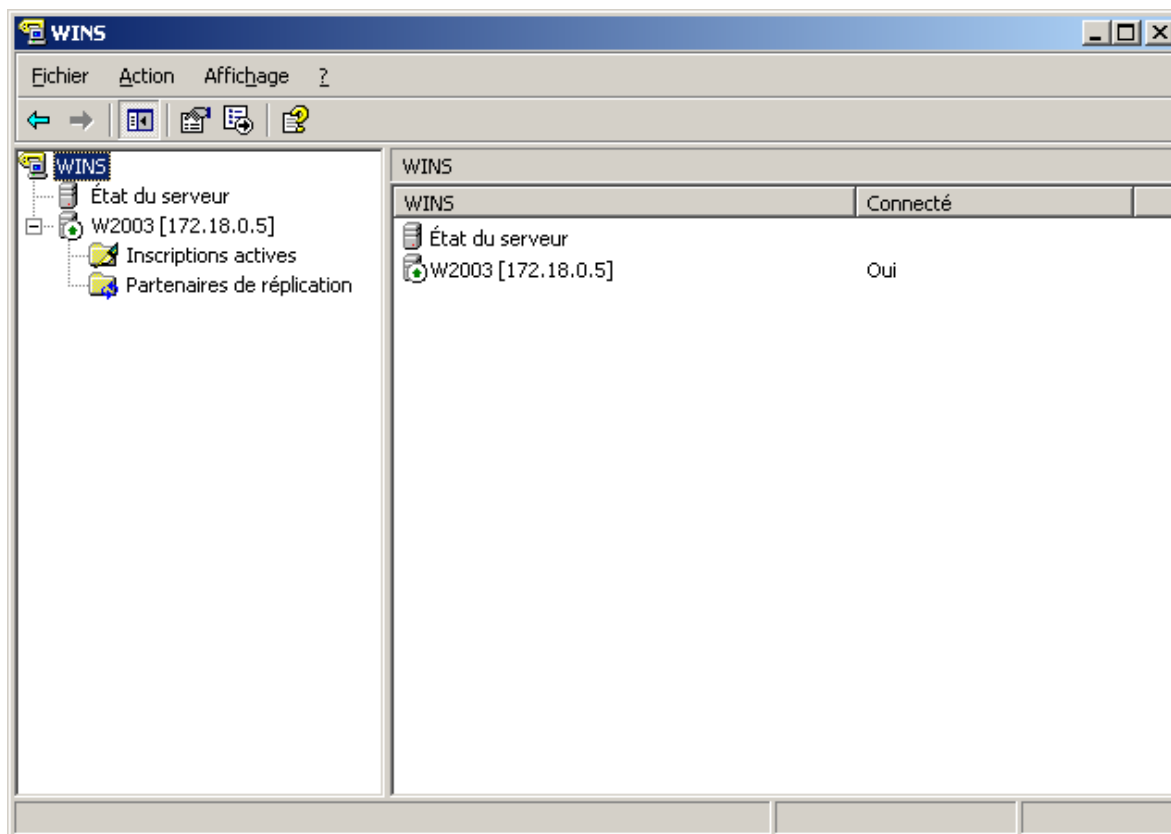 WINS
Fichier Action Affichage ?
WINS
État du serveur
W2003 [172.18.0.5]
Inscriptions actives
Partenaires de réplication
WINS
WINS Connecté
État du serveur
W2003 [172.18.0.5] Oui